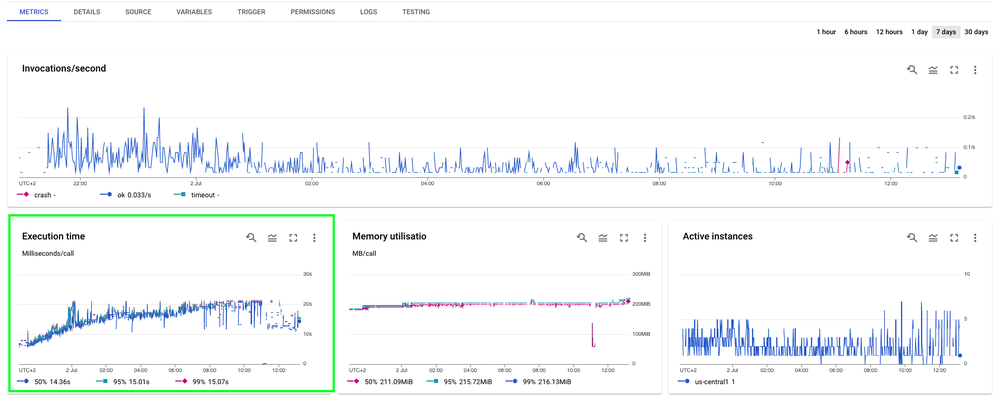 METRICS DETAILS SOURCE VARIABLES TRIGGER PERMISSIONS LOGS TESTING
1 hour 6 hours 12 hours 1 day 7 days 30 days
Invocations/second
0.2/s
0.1/s
0
UTC+2 22:00 2 Jul 02:00 04:00 06:00 08:00 10:00 12:00
crash - ok 0.033/s timeout -
Execution time
Milliseconds/call
30s
20s
10s
0
UTC+2 2 Jul 02:00 04:00 06:00 08:00 10:00 12:00
50% 14.36s 95% 15.01s 99% 15.07s
Memory utilisatio
MB/call
300MiB
200MiB
100MiB
0
UTC+2 2 Jul 02:00 04:00 06:00 08:00 10:00 12:00
50% 211.09MiB 95% 215.72MiB 99% 216.13MiB
Active instances
10
5
0
UTC+2 2 Jul 02:00 04:00 06:00 08:00 10:00 12:00
us-central1 1